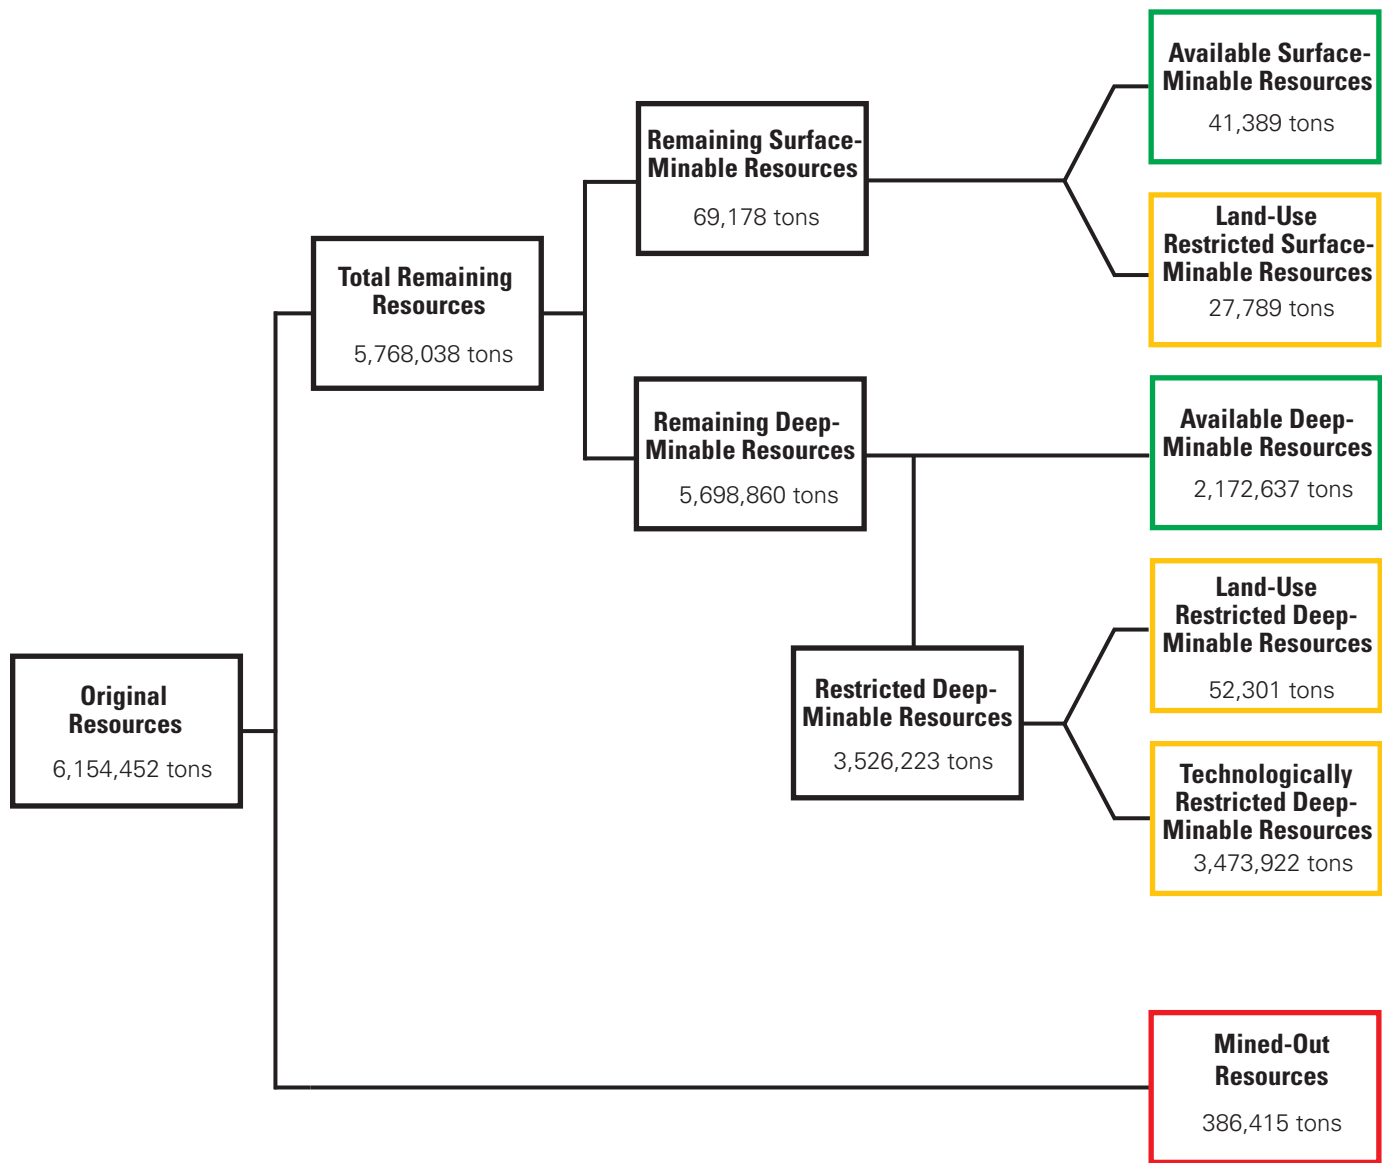 Available Surface-
Minable Resources
41,389 tons
Remaining Surface-
Minable Resources
69,178 tons
Land-Use
Restricted Surface-
Minable Resources
27,789 tons
Total Remaining
Resources
5,768,038 tons
Remaining Deep-
Minable Resources
5,698,860 tons
Available Deep-
Minable Resources
2,172,637 tons
Land-Use
Restricted Deep-
Minable Resources
52,301 tons
Original
Resources
6,154,452 tons
Restricted Deep-
Minable Resources
3,526,223 tons
Technologically
Restricted Deep-
Minable Resources
3,473,922 tons
Mined-Out
Resources
386,415 tons